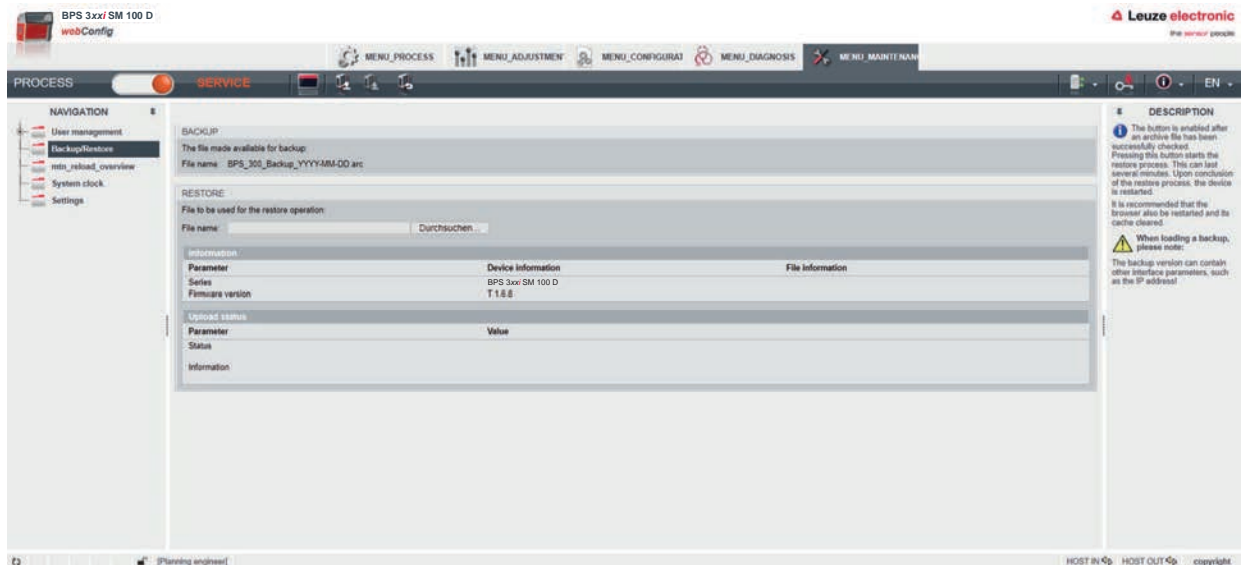 BPS 3xxi SM 100 D
webConfig
Leuze electronic
the sensor people
MENU_PROCESS
MENU_ADJUSTMEN
MENU_CONFIGURAT
MENU_DIAGNOSIS
MENU_MAINTENAN
PROCESS
SERVICE
EN
NAVIGATION
User management
Backup/Restore
mtn_reload_overview
System clock
Settings
BACKUP
The file made available for backup:
File name: BPS_300_Backup_YYYY-MM-DD.arc
RESTORE
File to be used for the restore operation:
File name: Durchsuchen...
Information
Parameter Device information File information
Series BPS 3xxi SM 100 D
Firmware version T 1.6.8
Upload status
Parameter Value
Status
Information
DESCRIPTION
The button is enabled after
an archive file has been
successfully checked.
Pressing this button starts the
restore process. This can last
several minutes. Upon conclusion
of the restore process, the device
is restarted.
It is recommended that the
browser also be restarted and its
cache cleared.
When loading a backup,
please note:
The backup version can contain
other interface parameters, such
as the IP address!
[Planning engineer]
HOST IN HOST OUT copyright